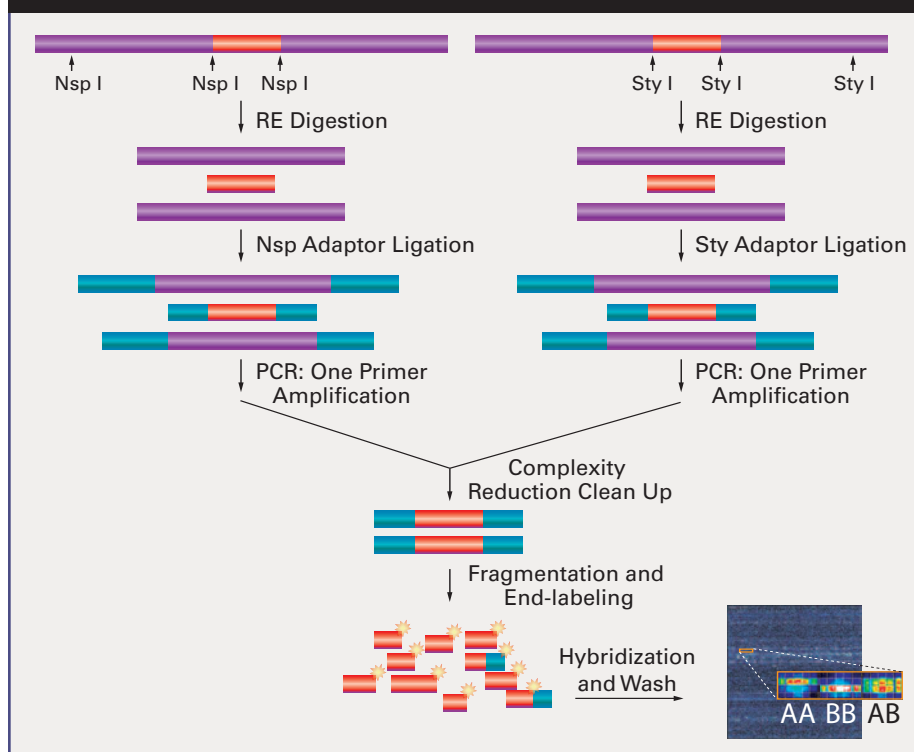 Nsp I Nsp I Nsp I
Sty I Sty I Sty I
RE Digestion
RE Digestion
Nsp Adaptor Ligation
Sty Adaptor Ligation
PCR: One Primer
Amplification
PCR: One Primer
Amplification
Complexity
Reduction Clean Up
Fragmentation and
End-labeling
Hybridization
and Wash
AA BB AB